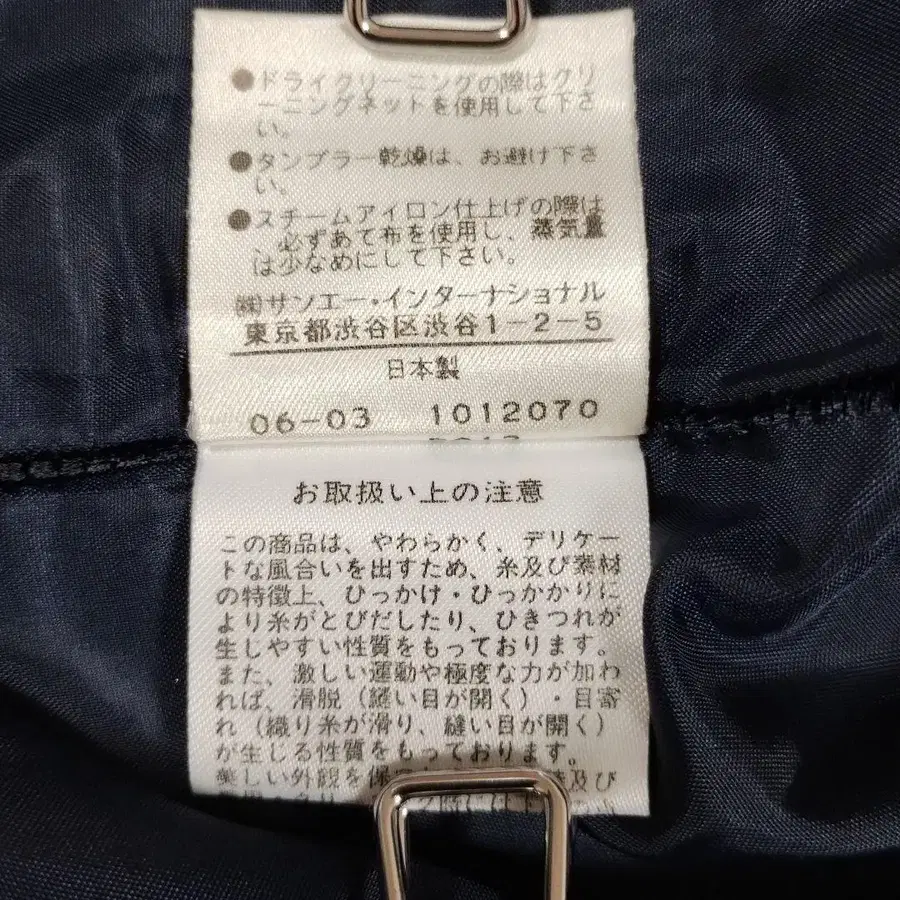 ●ドライクリーニングの際はクリ
ーニングネットを使用して下さ
い。
●タンブラー乾燥は、お避け下さ
い。
●スチームアイロン仕上げの際は
必ずあて布を使用し、蒸気量
は少なめにして下さい。
㈱サンエー・インターナショナル
東京都渋谷区渋谷1-2-5
日本製
06-03 1012070
お取扱い上の注意
この商品は、やわらかく、デリケー
トな風合いを出すため、糸及び素材
の特徴上、ひっかけ・ひっかかりに
より糸がとびだしたり、ひきつれが
生しやすい性質をもっております。
また、激しい運動や極度な力が加わ
れば、滑脱（縫い目が開く）・目寄
れ（織り糸が滑り、縫い目が開く）
が生じる性質をもっております。
美しい外観を保
及び